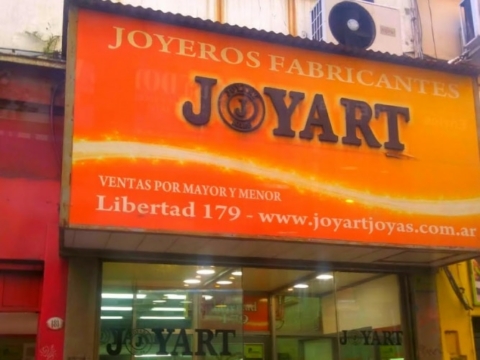 JOYEROS FABRICANTES
JOYART
VENTAS POR MAYOR Y MENOR
Libertad 179 - www.joyartjoyas.com.ar
JOYART
JOYART